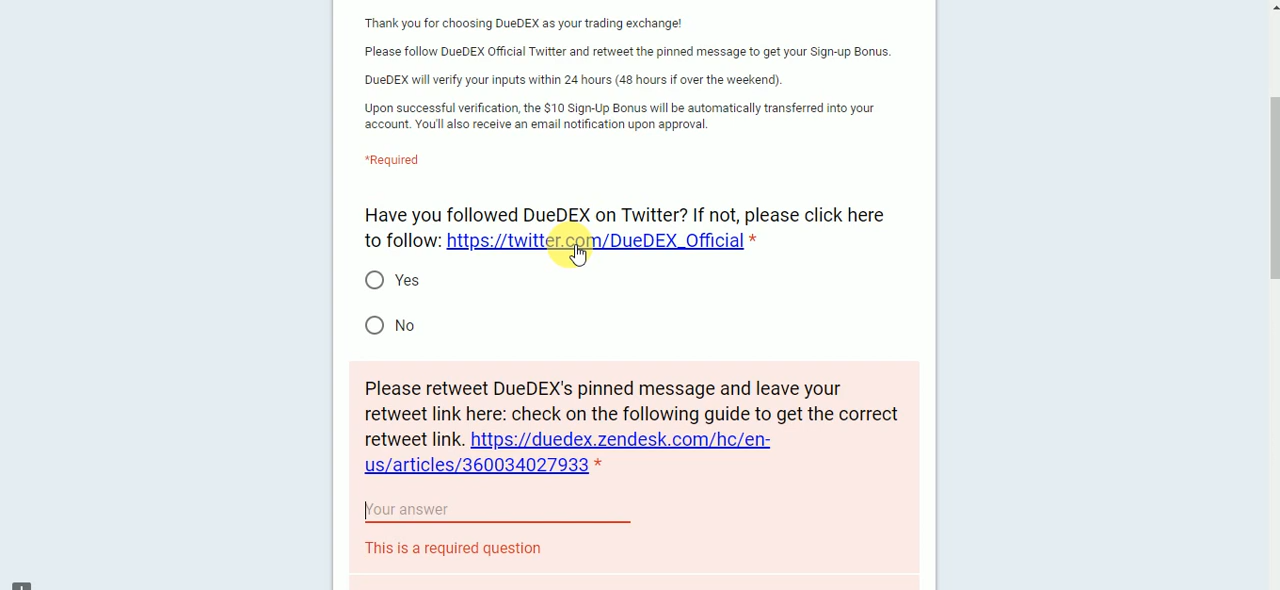 Thank you for choosing DueDEX as your trading exchange!
Please follow DueDEX Official Twitter and retweet the pinned message to get your Sign-up Bonus.
DueDEX will verify your inputs within 24 hours (48 hours if over the weekend).
Upon successful verification, the $10 Sign-Up Bonus will be automatically transferred into your
account. You'll also receive an email notification upon approval.
*Required
Have you followed DueDEX on Twitter? If not, please click here
to follow: https://twitter.com/DueDEX_Official *
Yes
No
Please retweet DueDEX's pinned message and leave your
retweet link here: check on the following guide to get the correct
retweet link. https://duedex.zendesk.com/hc/en-
us/articles/360034027933 *
Your answer
This is a required question